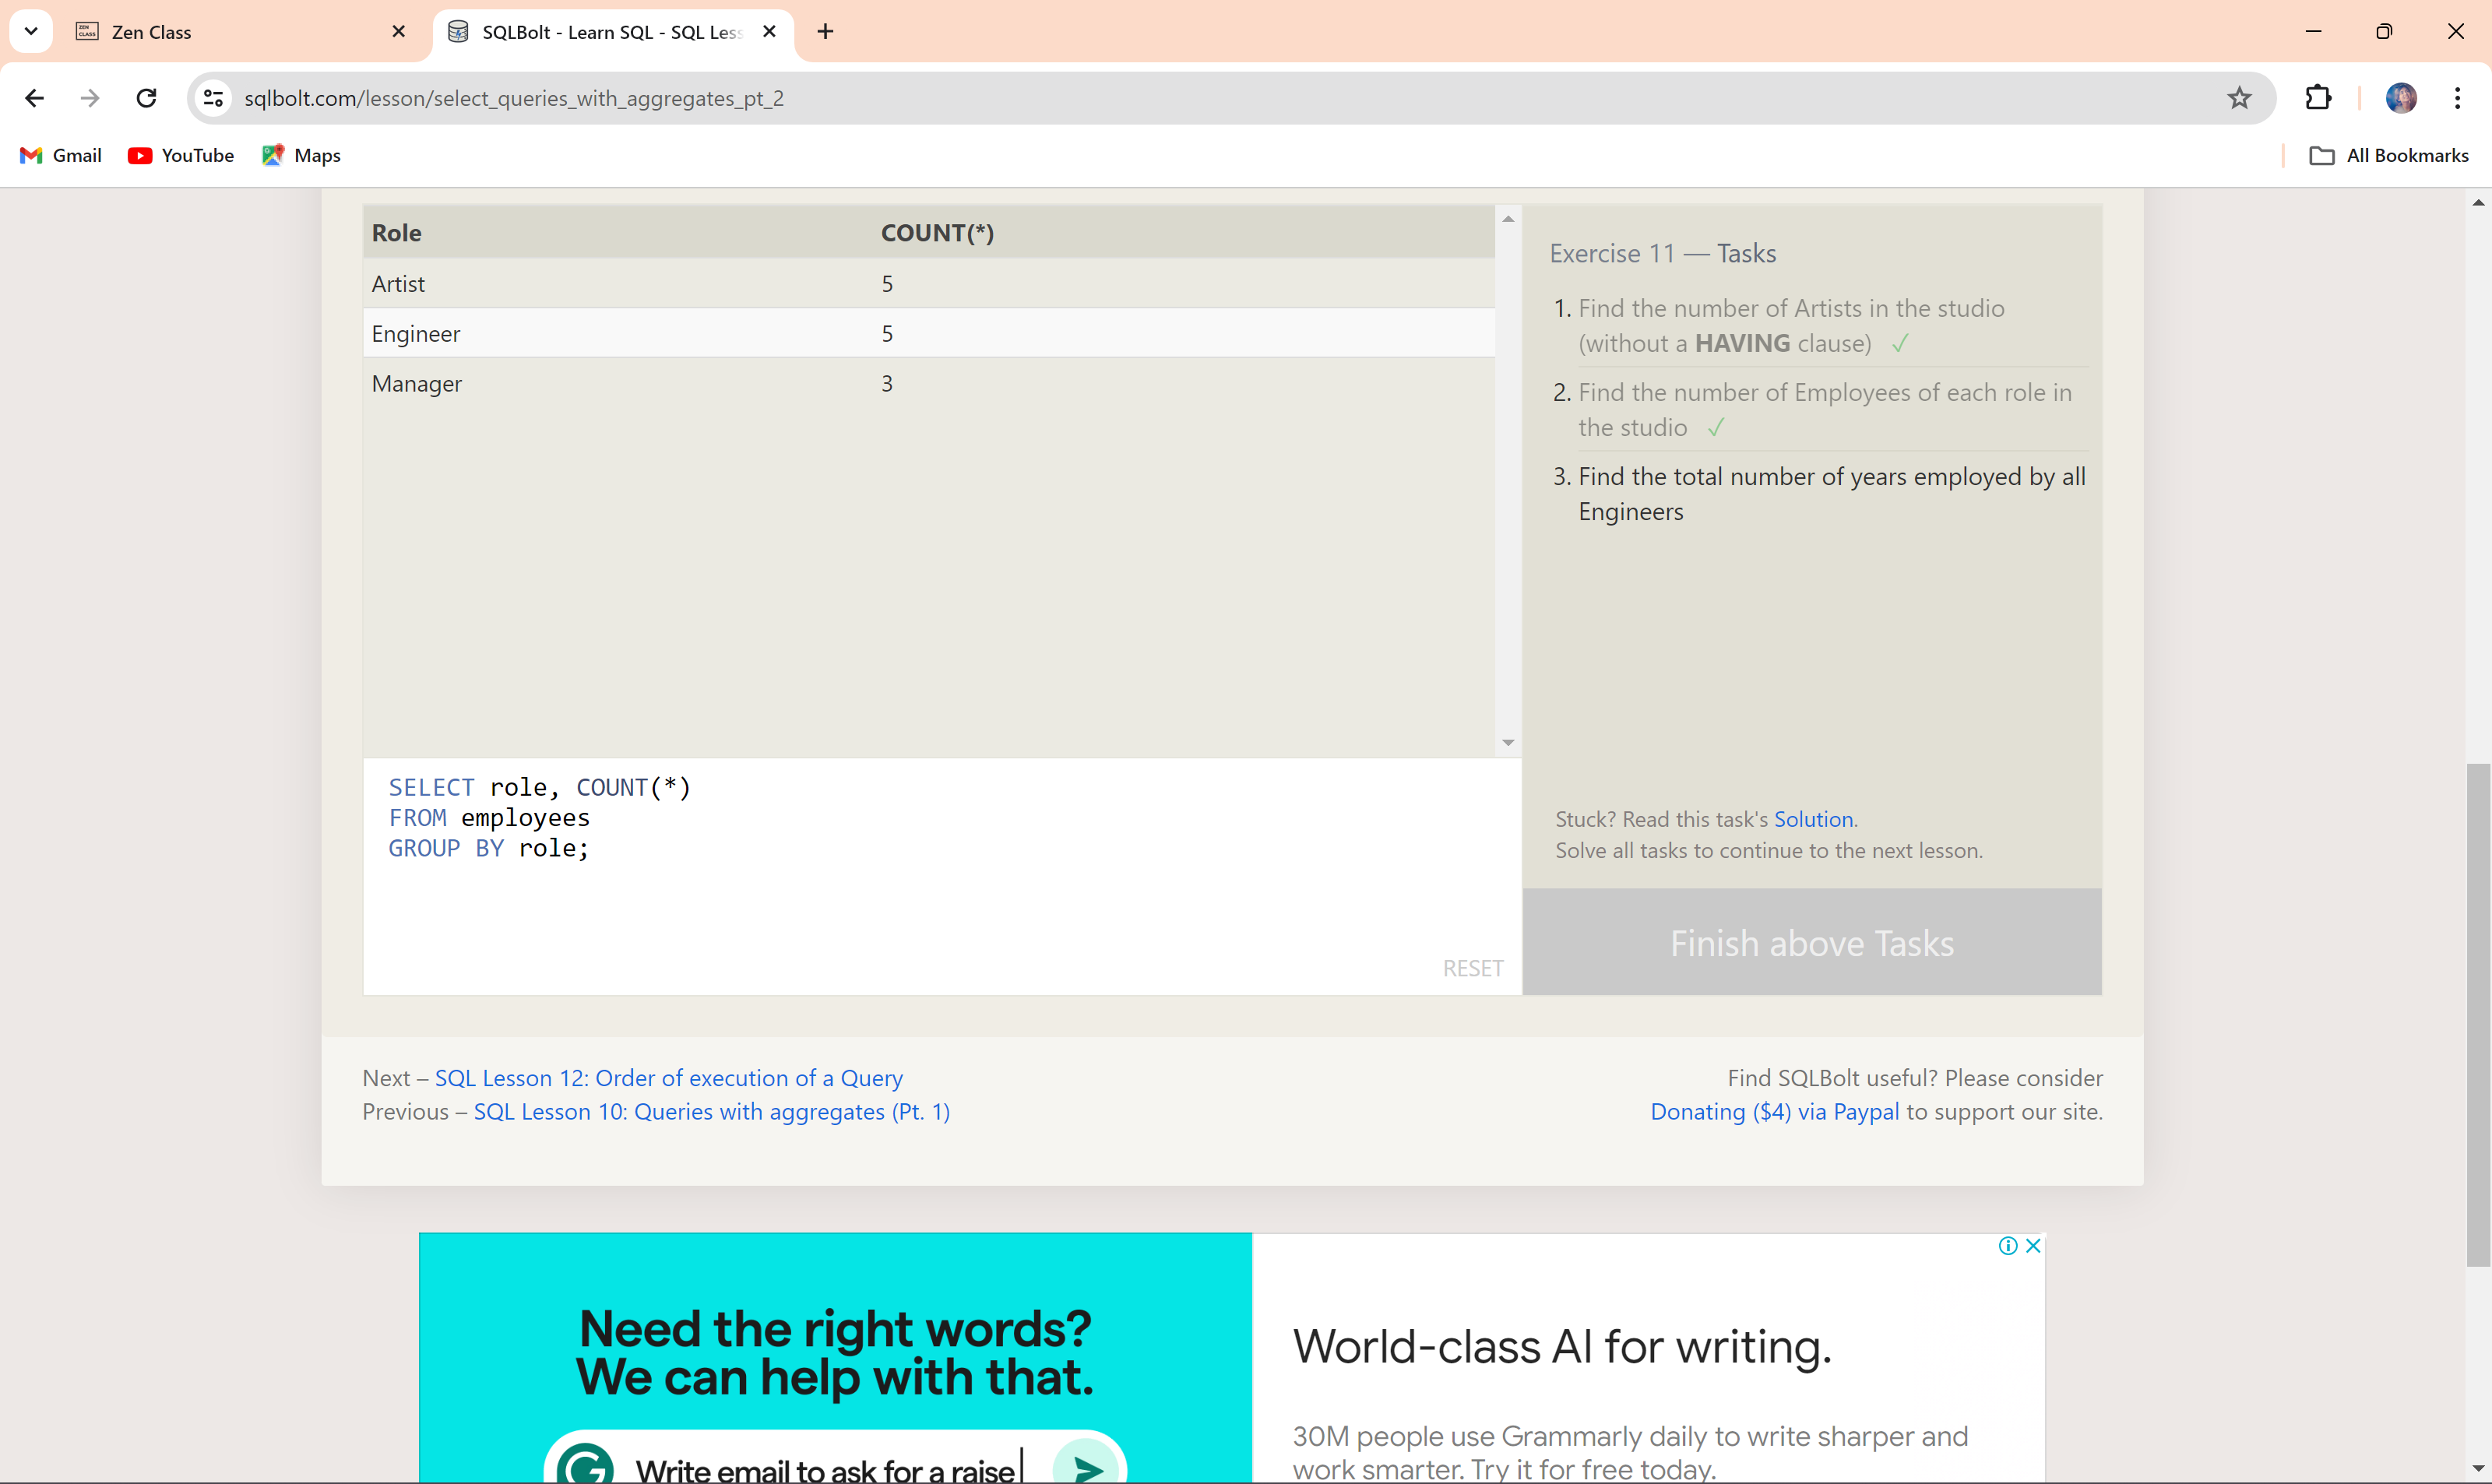 Zen Class
SQLBolt - Learn SQL - SQL Les
sqlbolt.com/lesson/select_queries_with_aggregates_pt_2
Gmail
YouTube
Maps
All Bookmarks
Role COUNT(*)
Artist 5
Engineer 5
Manager 3
SELECT role, COUNT(*)
FROM employees
GROUP BY role;
RESET
Exercise 11 — Tasks
1. Find the number of Artists in the studio
(without a HAVING clause) ✓
2. Find the number of Employees of each role in
the studio ✓
3. Find the total number of years employed by all
Engineers
Stuck? Read this task's Solution.
Solve all tasks to continue to the next lesson.
Finish above Tasks
Next – SQL Lesson 12: Order of execution of a Query
Previous – SQL Lesson 10: Queries with aggregates (Pt. 1)
Find SQLBolt useful? Please consider
Donating ($4) via Paypal to support our site.
Need the right words?
We can help with that.
Write email to ask for a raise
World-class AI for writing.
30M people use Grammarly daily to write sharper and
work smarter. Try it for free today.